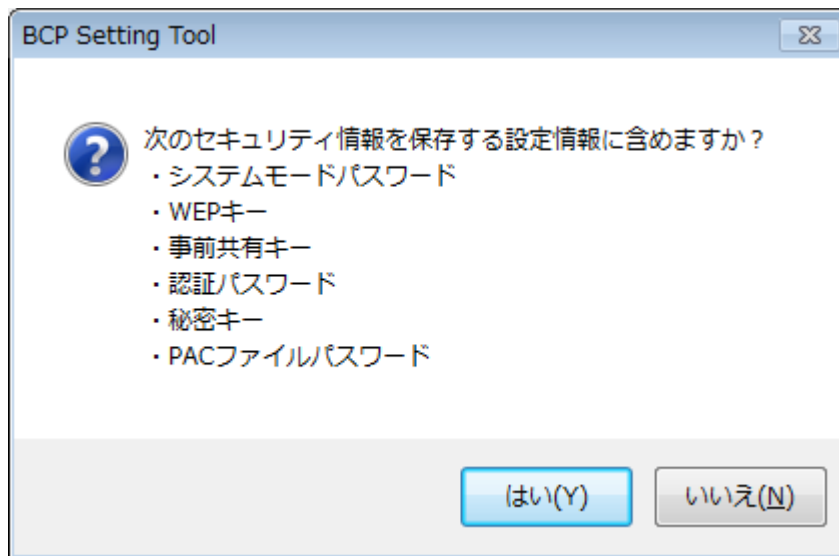 BCP Setting Tool
次のセキュリティ情報を保存する設定情報に含めますか？
・システムモードパスワード
・WEPキー
・事前共有キー
・認証パスワード
・秘密キー
・PACファイルパスワード
はい(Y)
いいえ(N)